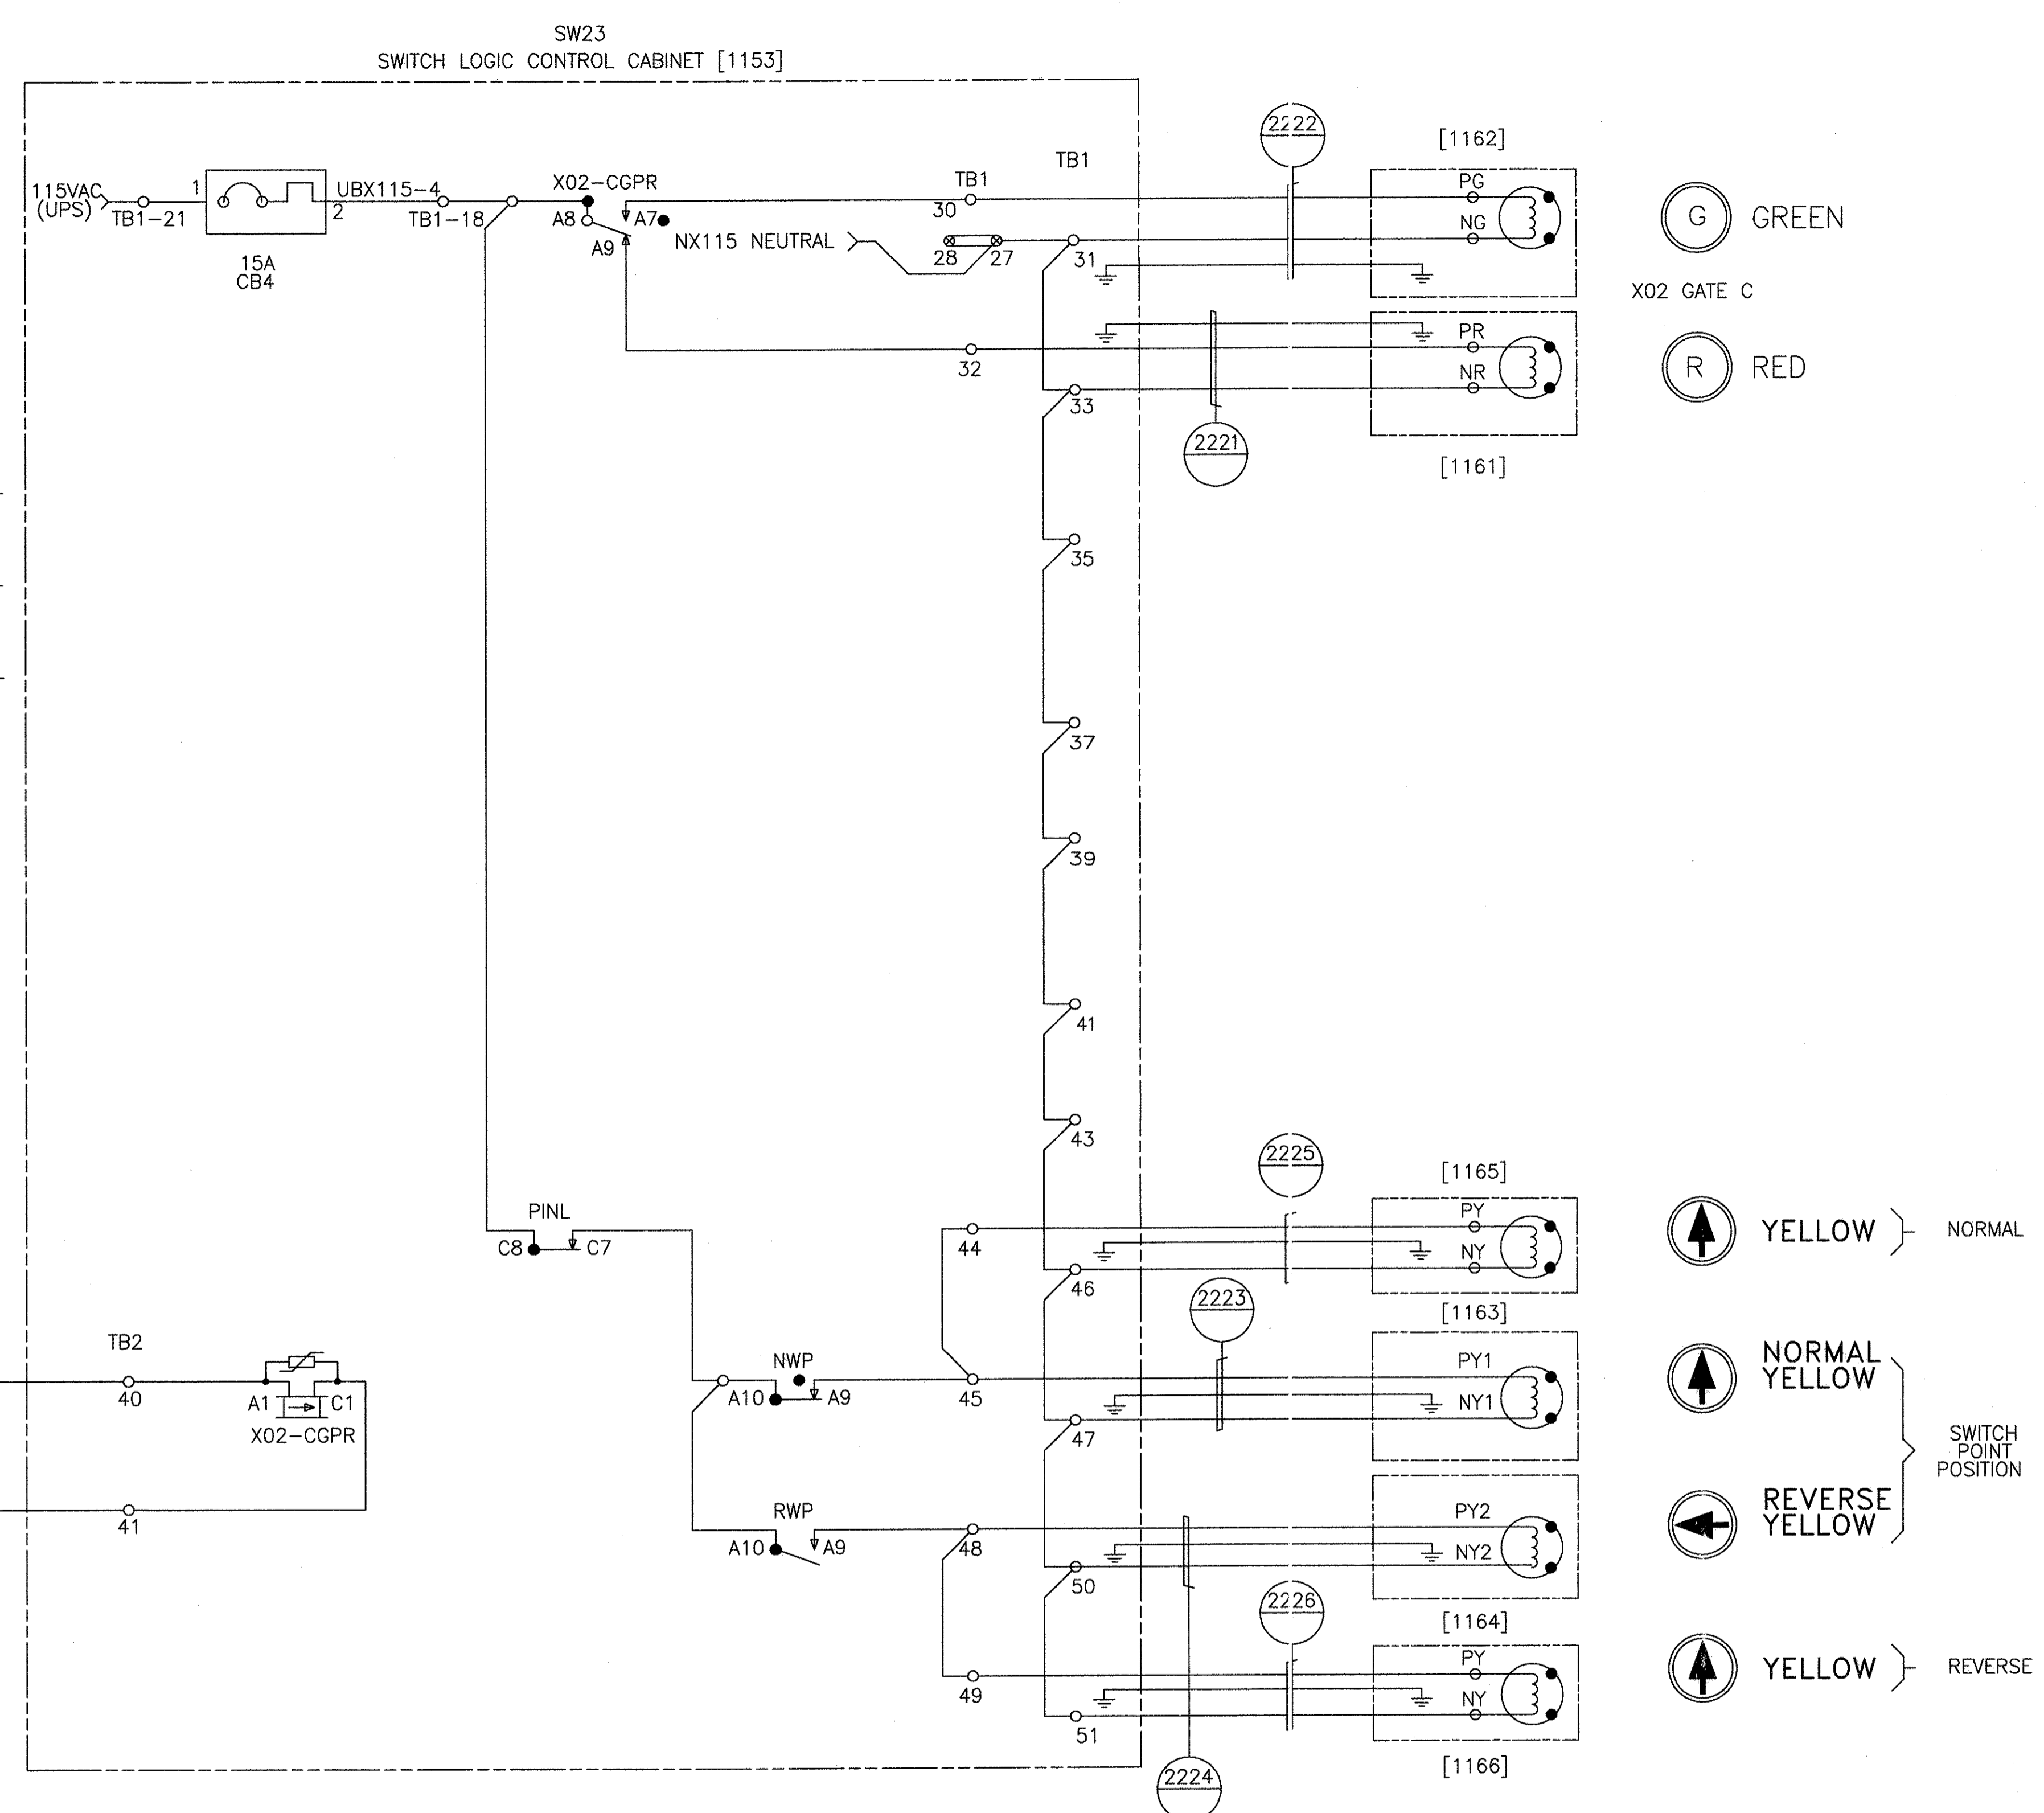 SW23
SWITCH LOGIC CONTROL CABINET [1153]
115VAC
(UPS)
TB1-21
1
2
15A
CB4
UBX115-4
TB1-18
X02-CGPR
A8
A7
A9
NX115 NEUTRAL
TB1
30
28
27
TB1
31
2222
[1162]
PG
NG
G
GREEN
X02 GATE C
32
33
PR
NR
R
RED
2221
[1161]
35
37
39
41
43
2225
[1165]
PINL
C8
C7
44
46
PY
NY
YELLOW
NORMAL
2223
[1163]
TB2
40
A1
C1
X02-CGPR
41
NWP
A10
A9
45
47
PY1
NY1
NORMAL
YELLOW
SWITCH
POINT
POSITION
RWP
A10
A9
48
50
PY2
NY2
REVERSE
YELLOW
2226
[1164]
49
51
PY
NY
YELLOW
REVERSE
2224
[1166]